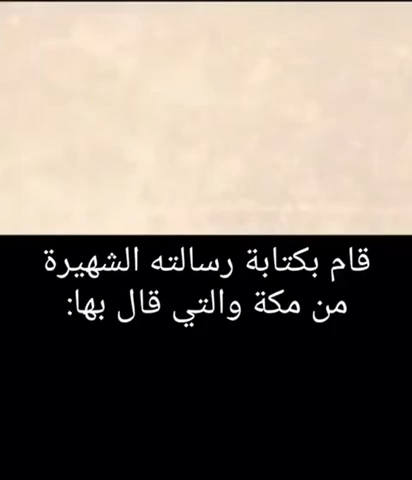 قام بكتابة رسالته الشهيرة
من مكة والتي قال بها: